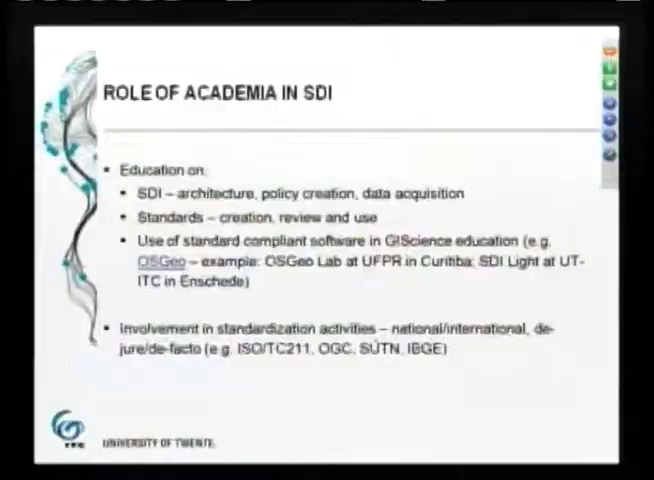 ROLE OF ACADEMIA IN SDI
• Education on
• SDI – architecture, policy creation, data acquisition
• Standards – creation, review and use
• Use of standard compliant software in GIScience education (e.g.
OSGeo – example: OSGeo Lab at UFPR in Curitiba; SDI Light at UT-
ITC in Enschede)
• Involvement in standardization activities – national/international, de-
jure/de-facto (e.g. ISO/TC211, OGC, SÚTN, IBGE)
ITC
UNIVERSITY OF TWENTE.